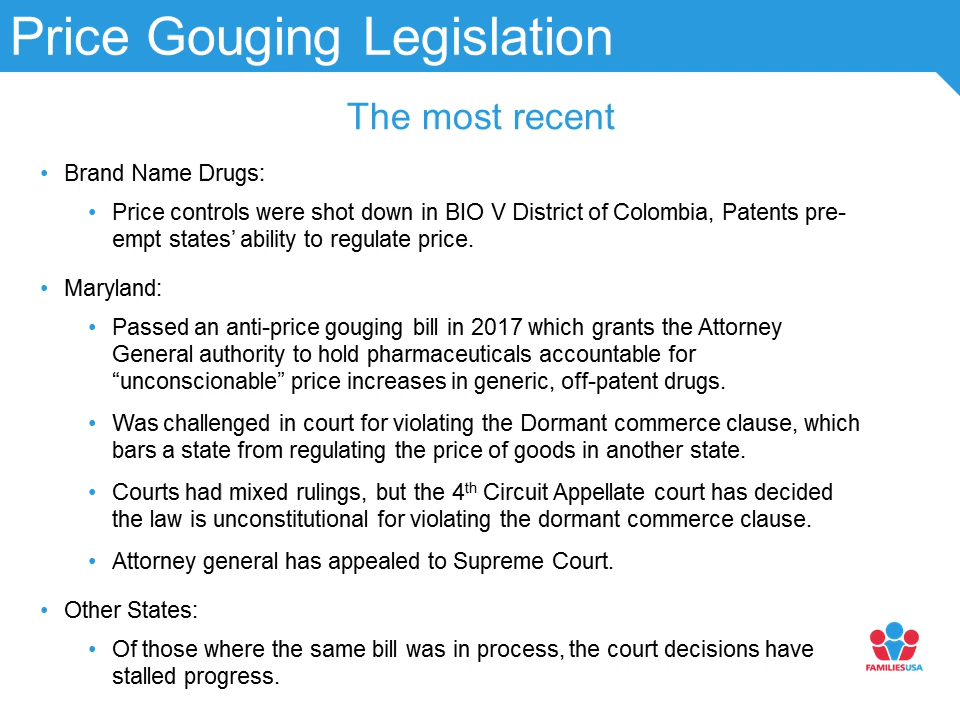 Price Gouging Legislation
The most recent
• Brand Name Drugs:
• Price controls were shot down in BIO V District of Colombia, Patents pre-
empt states’ ability to regulate price.
• Maryland:
• Passed an anti-price gouging bill in 2017 which grants the Attorney
General authority to hold pharmaceuticals accountable for
“unconscionable” price increases in generic, off-patent drugs.
• Was challenged in court for violating the Dormant commerce clause, which
bars a state from regulating the price of goods in another state.
• Courts had mixed rulings, but the 4th Circuit Appellate court has decided
the law is unconstitutional for violating the dormant commerce clause.
• Attorney general has appealed to Supreme Court.
• Other States:
• Of those where the same bill was in process, the court decisions have
stalled progress.
FAMILIESUSA